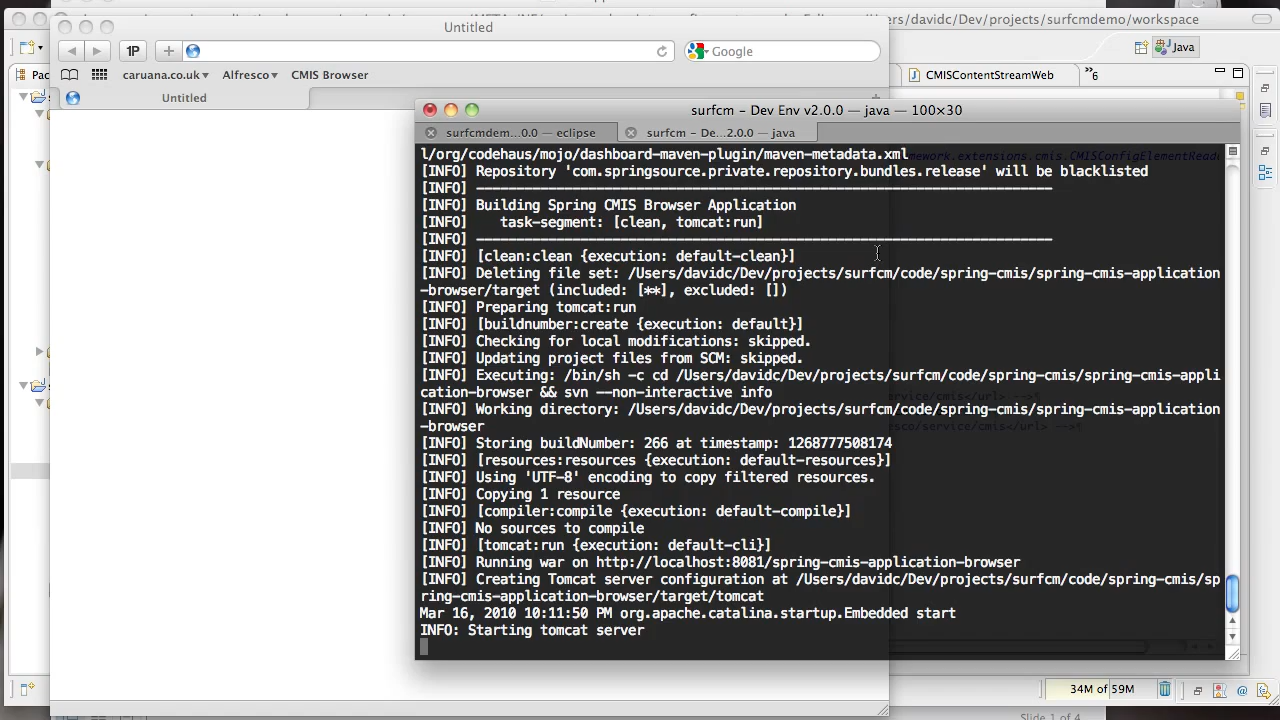 /Users/davidc/Dev/projects/surfcmdemo/workspace
Untitled
1P
Google
Java
caruana.co.uk▾ Alfresco▾ CMIS Browser
CMISContentStreamWeb
»6
Untitled
surfcm – Dev Env v2.0.0 — java — 100×30
surfcmdem...0.0 — eclipse
surfcm – De...2.0.0 — java
l/org/codehaus/mojo/dashboard-maven-plugin/maven-metadata.xml
Repository 'com.springsource.private.repository.bundles.release' will be blacklisted
[INFO] ------------------------------------------------------------------------
[INFO] Building Spring CMIS Browser Application
[INFO]    task-segment: [clean, tomcat:run]
[INFO] ------------------------------------------------------------------------
[INFO] [clean:clean {execution: default-clean}]
[INFO] Deleting file set: /Users/davidc/Dev/projects/surfcm/code/spring-cmis/spring-cmis-application
-browser/target (included: [**], excluded: [])
[INFO] Preparing tomcat:run
[INFO] [buildnumber:create {execution: default}]
[INFO] Checking for local modifications: skipped.
[INFO] Updating project files from SCM: skipped.
[INFO] Executing: /bin/sh -c cd /Users/davidc/Dev/projects/surfcm/code/spring-cmis/spring-cmis-appli
cation-browser && svn --non-interactive info
[INFO] Working directory: /Users/davidc/Dev/projects/surfcm/code/spring-cmis/spring-cmis-application
-browser
[INFO] Storing buildNumber: 266 at timestamp: 1268777508174
[INFO] [resources:resources {execution: default-resources}]
[INFO] Using 'UTF-8' encoding to copy filtered resources.
[INFO] Copying 1 resource
[INFO] [compiler:compile {execution: default-compile}]
[INFO] No sources to compile
[INFO] [tomcat:run {execution: default-cli}]
[INFO] Running war on http://localhost:8081/spring-cmis-application-browser
[INFO] Creating Tomcat server configuration at /Users/davidc/Dev/projects/surfcm/code/spring-cmis/sp
ring-cmis-application-browser/target/tomcat
Mar 16, 2010 10:11:50 PM org.apache.catalina.startup.Embedded start
INFO: Starting tomcat server
34M of 59M
Slide 1 of 4